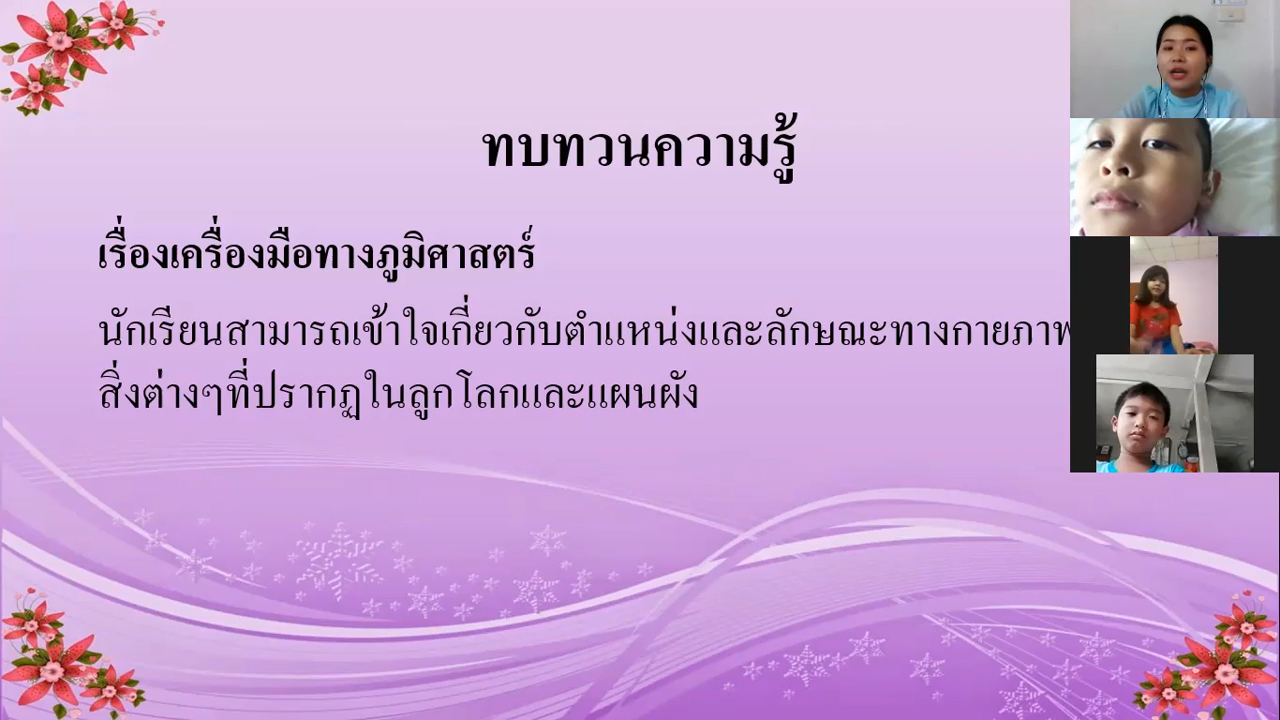 ทบทวนความรู้
เรื่องเครื่องมือทางภูมิศาสตร์
นักเรียนสามารถเข้าใจเกี่ยวกับตำแหน่งและลักษณะทางกายภาพ
สิ่งต่างๆที่ปรากฏในลูกโลกและแผนผัง